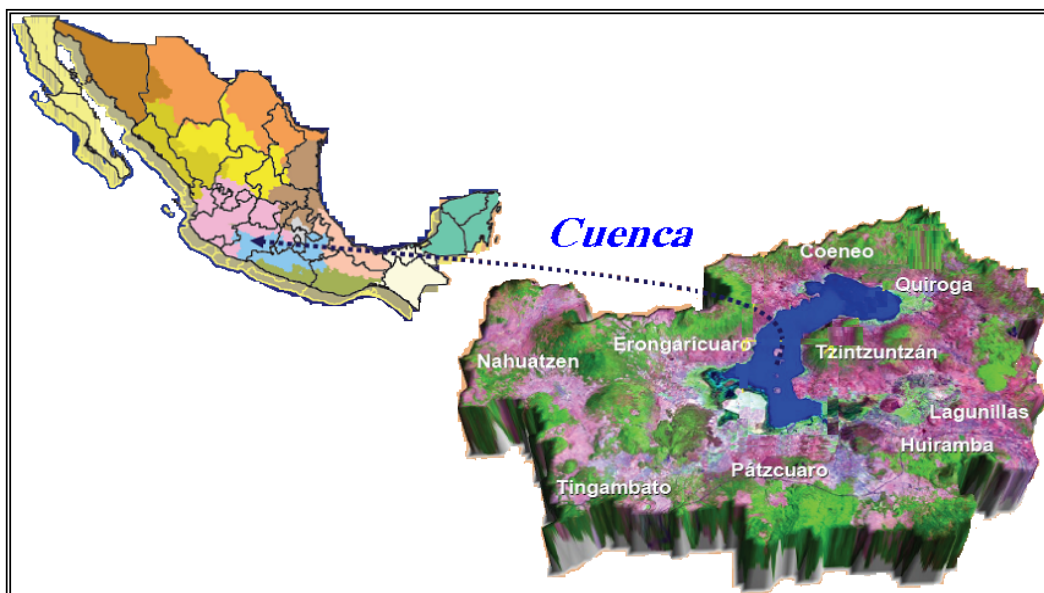 Cuenca
Coeneo
Quiroga
Erongarícuaro
Tzintzuntzán
Nahuatzen
Lagunillas
Huiramba
Pátzcuaro
Tingambato